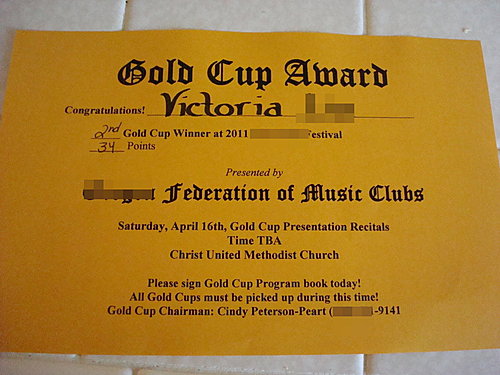 Gold Cup Award
Congratulations! Victoria
2nd Gold Cup Winner at 2011 Festival
34 Points
Presented by
Federation of Music Clubs
Saturday, April 16th, Gold Cup Presentation Recitals
Time TBA
Christ United Methodist Church
Please sign Gold Cup Program book today!
All Gold Cups must be picked up during this time!
Gold Cup Chairman: Cindy Peterson-Peart ( -9141